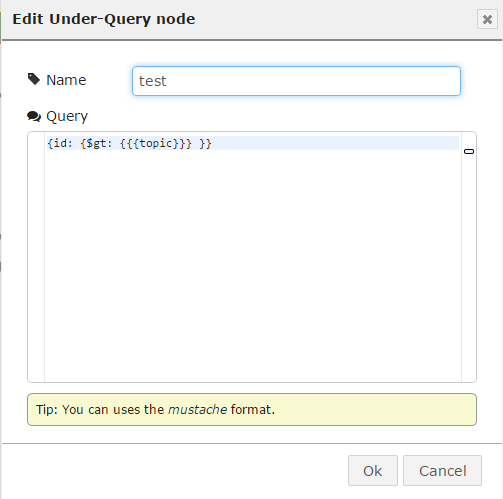 Edit Under-Query node
Name
test
Query
{id: {$gt: {{{topic}}} }}
Tip: You can uses the mustache format.
Ok
Cancel